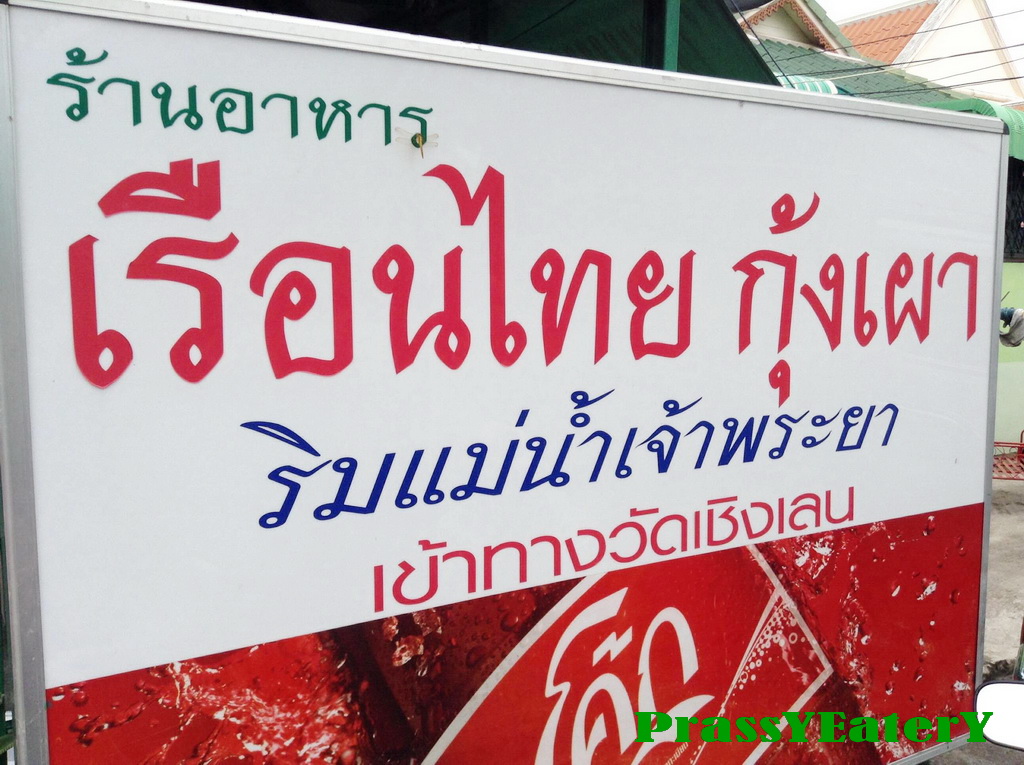 ร้านอาหาร
เรือนไทย กุ้งเผา
ริมแม่น้ำเจ้าพระยา
เข้าทางวัดเชิงเลน
โค้ก
PrassYEaterY